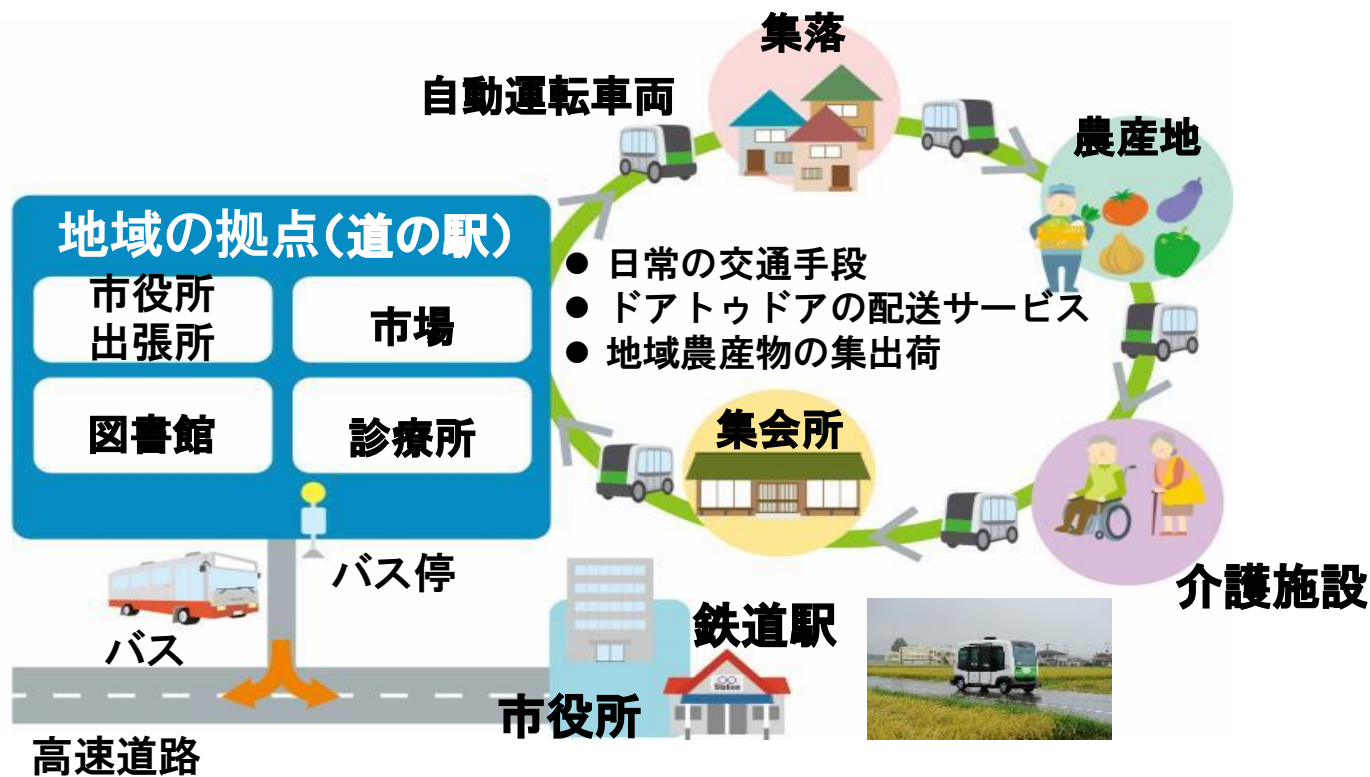 集落
自動運転車両
農産地
地域の拠点(道の駅)
市役所
出張所
市場
図書館
診療所
● 日常の交通手段
● ドアトゥドアの配送サービス
● 地域農産物の集出荷
集会所
介護施設
バス停
バス
鉄道駅
Station
市役所
高速道路